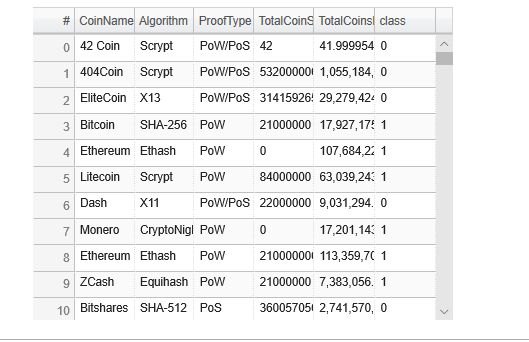 # CoinName Algorithm ProofType TotalCoinS TotalCoinsI class
0 42 Coin Scrypt PoW/PoS 42 41.999954 0
1 404Coin Scrypt PoW/PoS 532000000 1,055,184, 0
2 EliteCoin X13 PoW/PoS 314159265 29,279,424 0
3 Bitcoin SHA-256 PoW 21000000 17,927,175 1
4 Ethereum Ethash PoW 0 107,684,22 1
5 Litecoin Scrypt PoW 84000000 63,039,243 1
6 Dash X11 PoW/PoS 22000000 9,031,294. 0
7 Monero CryptoNigl PoW 0 17,201,143 1
8 Ethereum Ethash PoW 210000000 113,359,70 1
9 ZCash Equihash PoW 21000000 7,383,056. 1
10 Bitshares SHA-512 PoS 360057050 2,741,570, 0